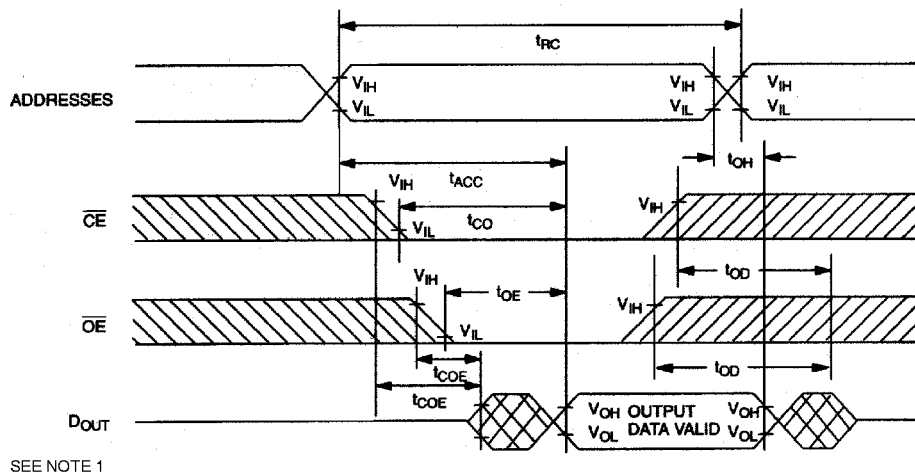 tRC
ADDRESSES
VIH
VIL
VIH
VIL
VIH
VIL
tOH
tACC
CE
VIH
VIL
tCO
VIH
tOD
OE
VIH
VIL
tOE
VIH
tOD
tCOE
tCOE
DOUT
VOH OUTPUT VOH
VOL DATA VALID VOL
SEE NOTE 1